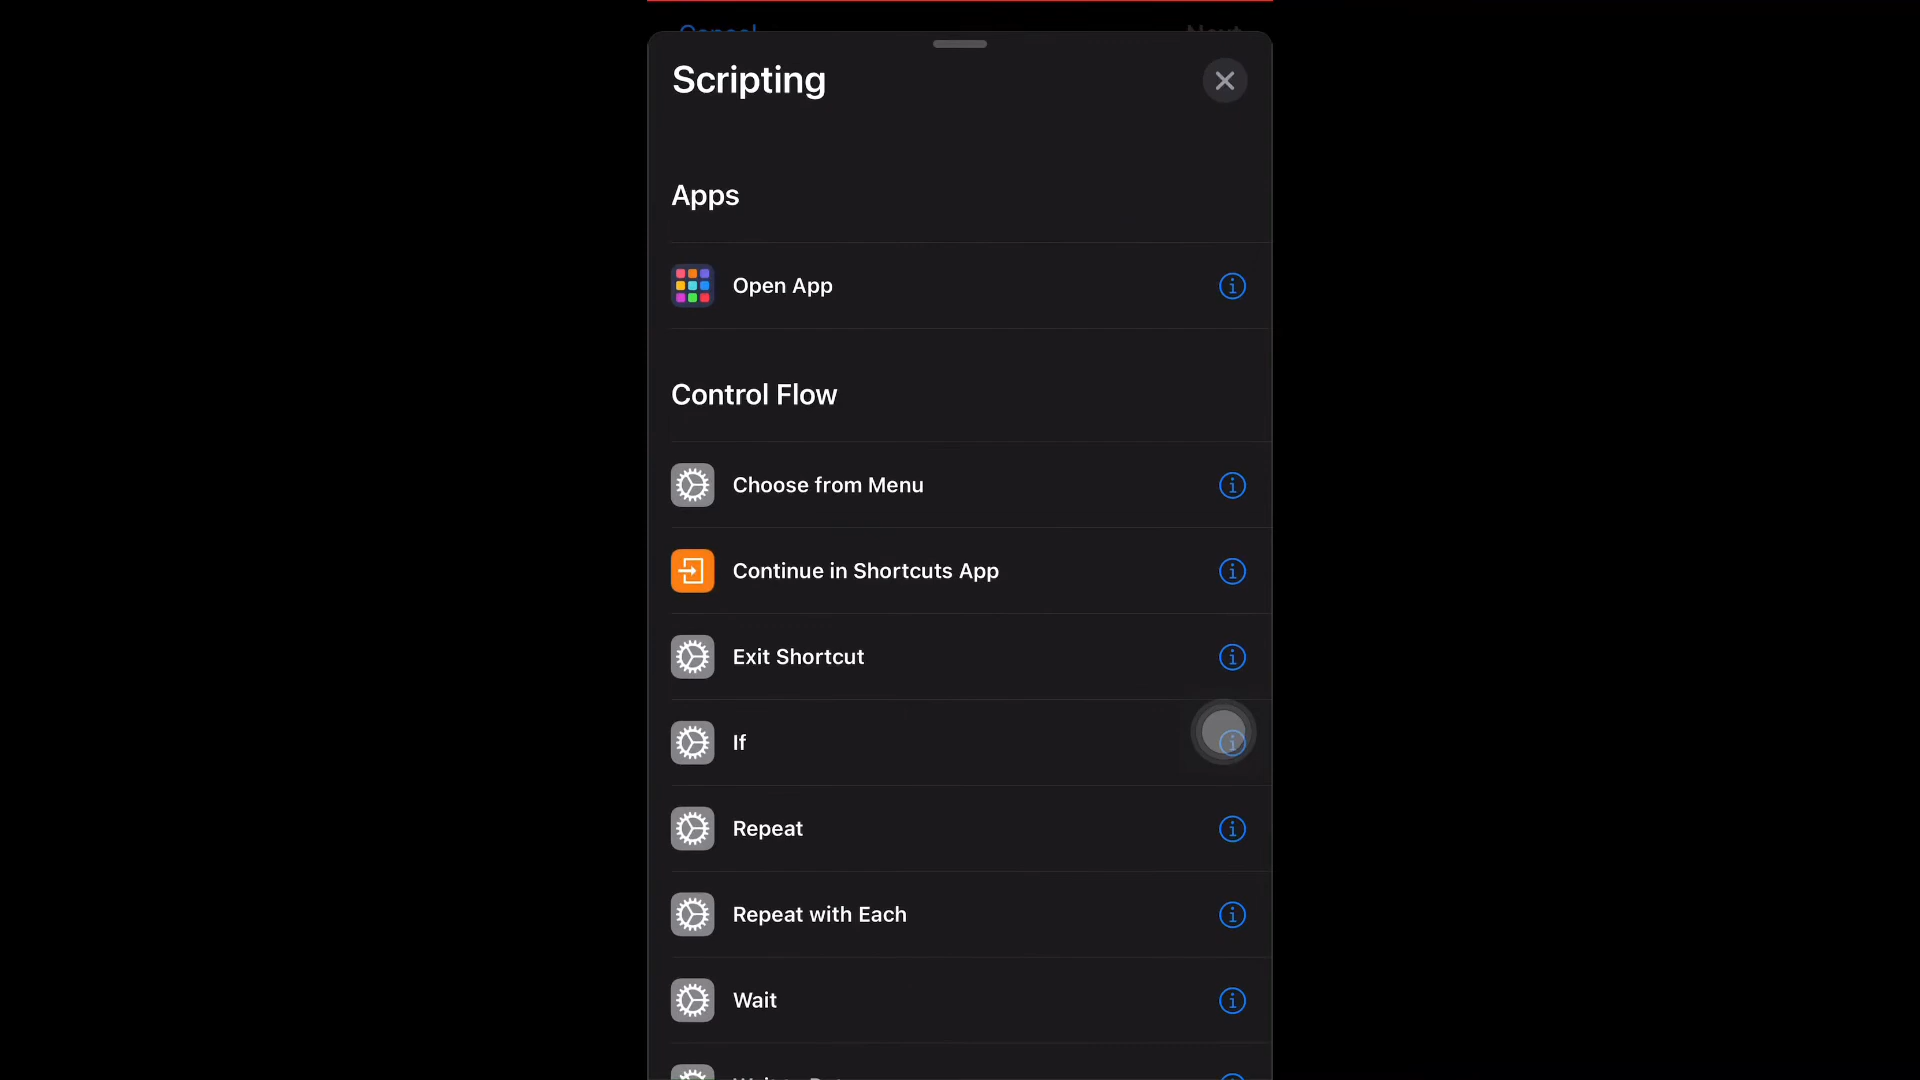 Scripting
Apps
Open App
Control Flow
Choose from Menu
Continue in Shortcuts App
Exit Shortcut
If
Repeat
Repeat with Each
Wait